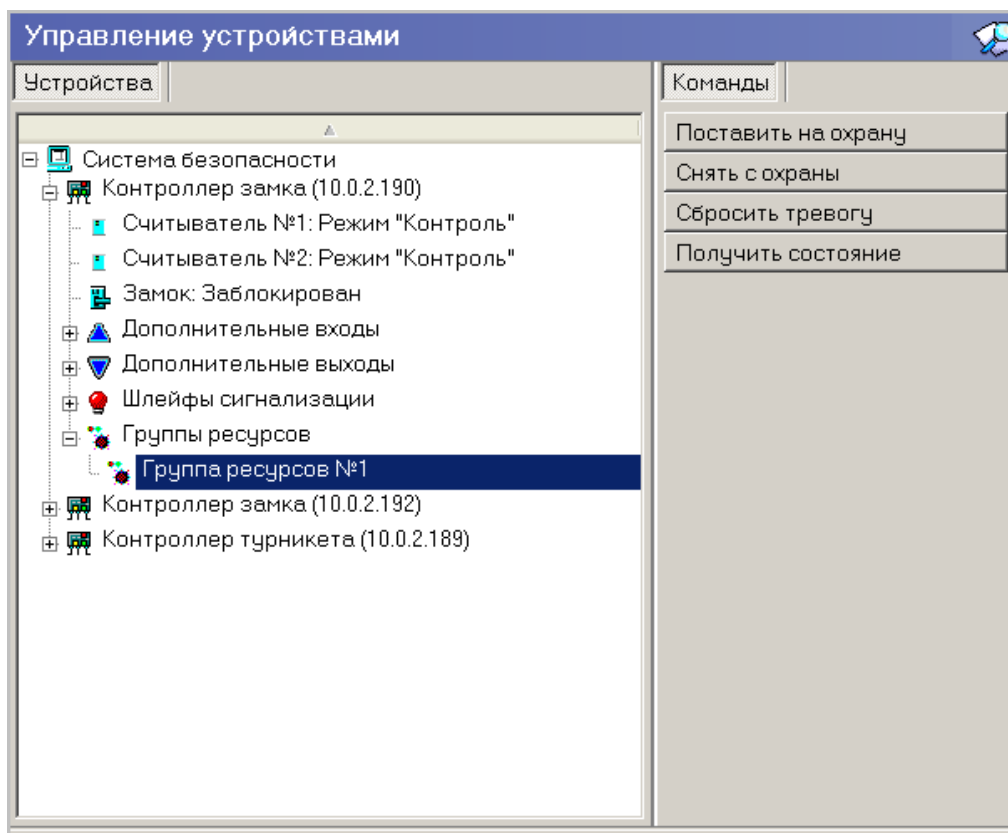 Управление устройствами
Устройства
Команды
Система безопасности
Контроллер замка (10.0.2.190)
Считыватель №1: Режим "Контроль"
Считыватель №2: Режим "Контроль"
Замок: Заблокирован
Дополнительные входы
Дополнительные выходы
Шлейфы сигнализации
Группы ресурсов
Группа ресурсов №1
Контроллер замка (10.0.2.192)
Контроллер турникета (10.0.2.189)
Поставить на охрану
Снять с охраны
Сбросить тревогу
Получить состояние